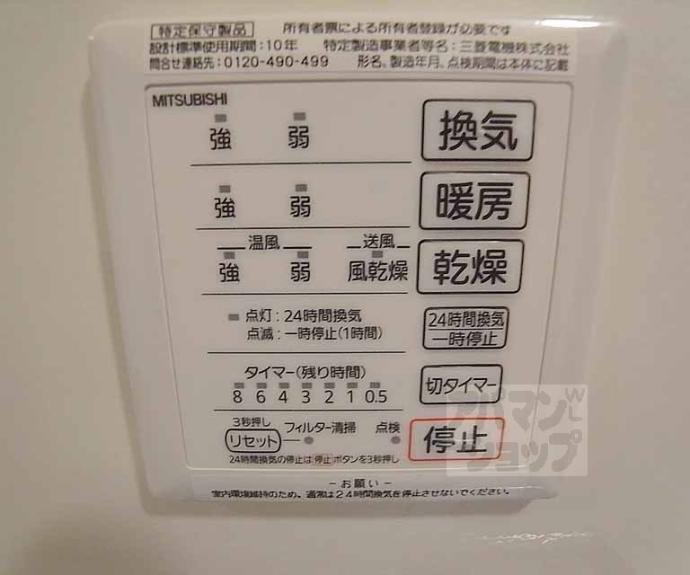 特定保守製品 所有者票による所有者登録が必要です
設計標準使用期間：10年 特定製造事業者等名：三菱電機株式会社
問合せ連絡先：0120-490-499 形名、製造年月、点検期間は本体に記載
MITSUBISHI
強 弱 換気
強 弱 暖房
温風 送風
強 弱 風乾燥 乾燥
点灯：24時間換気
点滅：一時停止(1時間)
24時間換気
一時停止
タイマー(残り時間)
8 6 4 3 2 1 0.5
切タイマー
3秒押し
リセット フィルター清掃 点検
停止
24時間換気の停止は停止ボタンを3秒押し
－お願い－
室内環境維持のため、通常は24時間換気を停止させないでください。
アパマン
ショップ